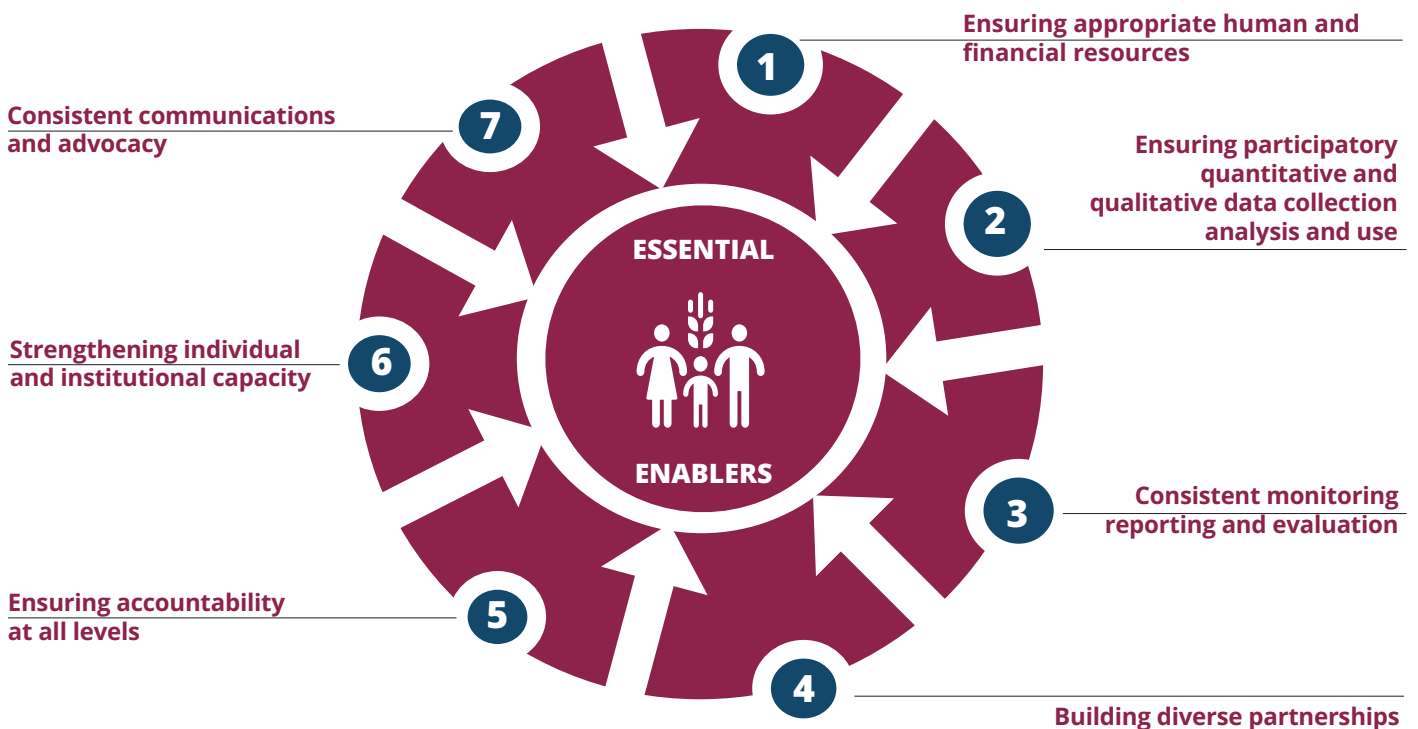 1
Ensuring appropriate human and
financial resources
2
Ensuring participatory
quantitative and
qualitative data collection
analysis and use
3
Consistent monitoring
reporting and evaluation
4
Building diverse partnerships
5
Ensuring accountability
at all levels
6
Strengthening individual
and institutional capacity
7
Consistent communications
and advocacy
ESSENTIAL
ENABLERS